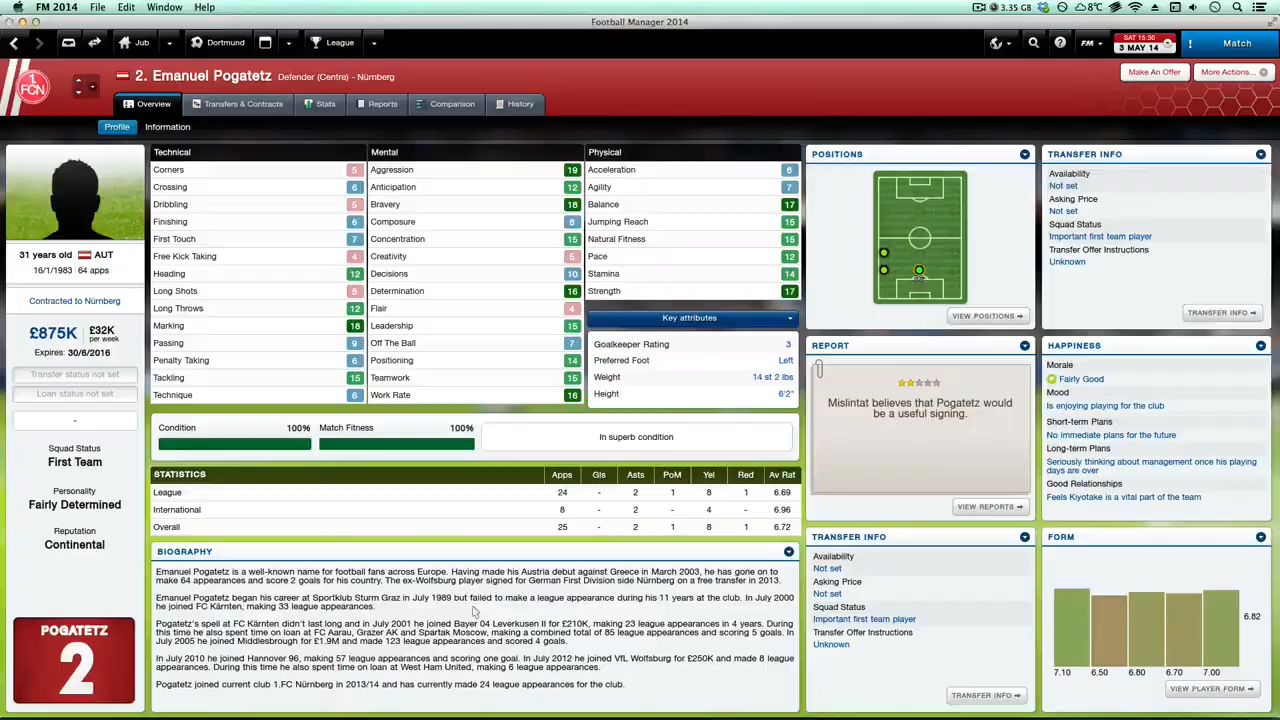 FM 2014 File Edit Window Help 3.35 GB 8°C
Football Manager 2014
Jub Dortmund League FM SAT 15:30 3 MAY 14 ! Match
2. Emanuel Pogatetz Defender (Centre) - Nürnberg Make An Offer More Actions...
1. FCN
Overview Transfers & Contracts Stats Reports Comparison History
Profile Information
31 years old AUT
16/1/1983 64 apps
Contracted to Nürnberg
£875K £32K per week
Expires: 30/6/2016
Transfer status not set
Loan status not set
-
Squad Status
First Team
Personality
Fairly Determined
Reputation
Continental
POGATETZ
2
Technical
Corners 5
Crossing 6
Dribbling 5
Finishing 6
First Touch 7
Free Kick Taking 4
Heading 12
Long Shots 5
Long Throws 12
Marking 16
Passing 9
Penalty Taking 6
Tackling 15
Technique 6
Mental
Aggression 19
Anticipation 12
Bravery 18
Composure 8
Concentration 15
Creativity 5
Decisions 10
Determination 16
Flair 4
Leadership 15
Off The Ball 7
Positioning 14
Teamwork 15
Work Rate 16
Physical
Acceleration 8
Agility 7
Balance 17
Jumping Reach 15
Natural Fitness 15
Pace 12
Stamina 14
Strength 17
Key attributes
Goalkeeper Rating 3
Preferred Foot Left
Weight 14 st 2 lbs
Height 6'2"
Condition 100% Match Fitness 100%
In superb condition
STATISTICS Apps Gls Asts PoM Yel Red Av Rat
League 24 - 2 1 8 1 6.69
International 8 - 2 - 4 - 6.96
Overall 25 - 2 1 8 1 6.72
BIOGRAPHY
Emanuel Pogatetz is a well-known name for football fans across Europe. Having made his Austria debut against Greece in March 2003, he has gone on to
make 64 appearances and score 2 goals for his country. The ex-Wolfsburg player signed for German First Division side Nürnberg on a free transfer in 2013.
Emanuel Pogatetz began his career at Sportklub Sturm Graz in July 1989 but failed to make a league appearance during his 11 years at the club. In July 2000
he joined FC Kärnten, making 33 league appearances.
Pogatetz's spell at FC Kärnten didn't last long and in July 2001 he joined Bayer 04 Leverkusen II for £210K, making 23 league appearances in 4 years. During
this time he also spent time on loan at FC Aarau, Grazer AK and Spartak Moscow, making a combined total of 85 league appearances and scoring 5 goals. In
July 2005 he joined Middlesbrough for £1.9M and made 123 league appearances and scored 4 goals.
In July 2010 he joined Hannover 96, making 57 league appearances and scoring one goal. In July 2012 he joined VfL Wolfsburg for £250K and made 8 league
appearances. During this time he also spent time on loan at West Ham United, making 6 league appearances.
Pogatetz joined current club 1.FC Nürnberg in 2013/14 and has currently made 24 league appearances for the club.
POSITIONS
VIEW POSITIONS
REPORT
Mislintat believes that Pogatetz would
be a useful signing.
VIEW REPORTS
TRANSFER INFO
Availability
Not set
Asking Price
Not set
Squad Status
Important first team player
Transfer Offer Instructions
Unknown
TRANSFER INFO
TRANSFER INFO
Availability
Not set
Asking Price
Not set
Squad Status
Important first team player
Transfer Offer Instructions
Unknown
TRANSFER INFO
HAPPINESS
Morale
Fairly Good
Mood
Is enjoying playing for the club
Short-term Plans
No immediate plans for the future
Long-term Plans
Seriously thinking about management once his playing
days are over
Good Relationships
Feels Kiyotake is a vital part of the team
FORM
6.82
7.10 6.50 6.80 6.70 7.00
VIEW PLAYER FORM